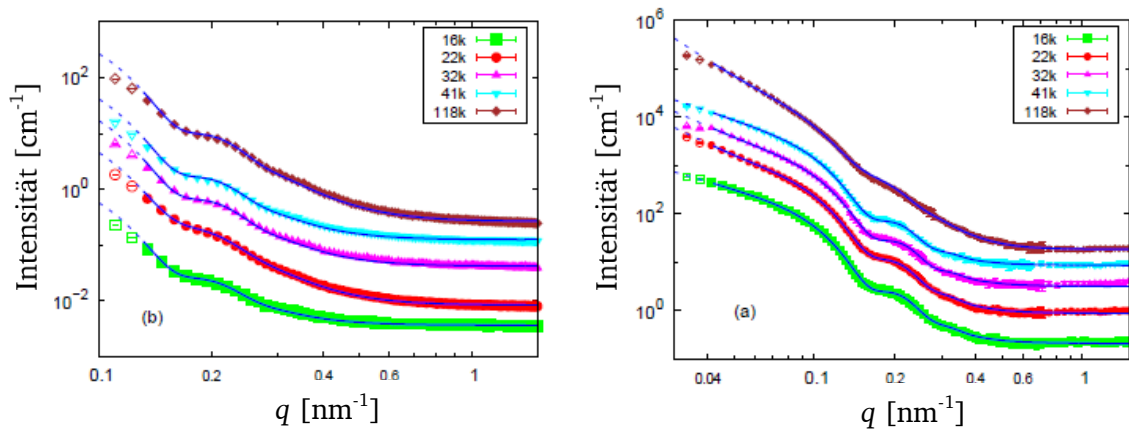 16k
22k
32k
41k
118k
10²
10⁰
10⁻²
Intensität [cm⁻¹]
(b)
0.1 0.2 0.4 0.6 1
q [nm⁻¹]
16k
22k
32k
41k
118k
10⁶
10⁴
10²
10⁰
Intensität [cm⁻¹]
(a)
0.04 0.1 0.2 0.4 0.6 1
q [nm⁻¹]